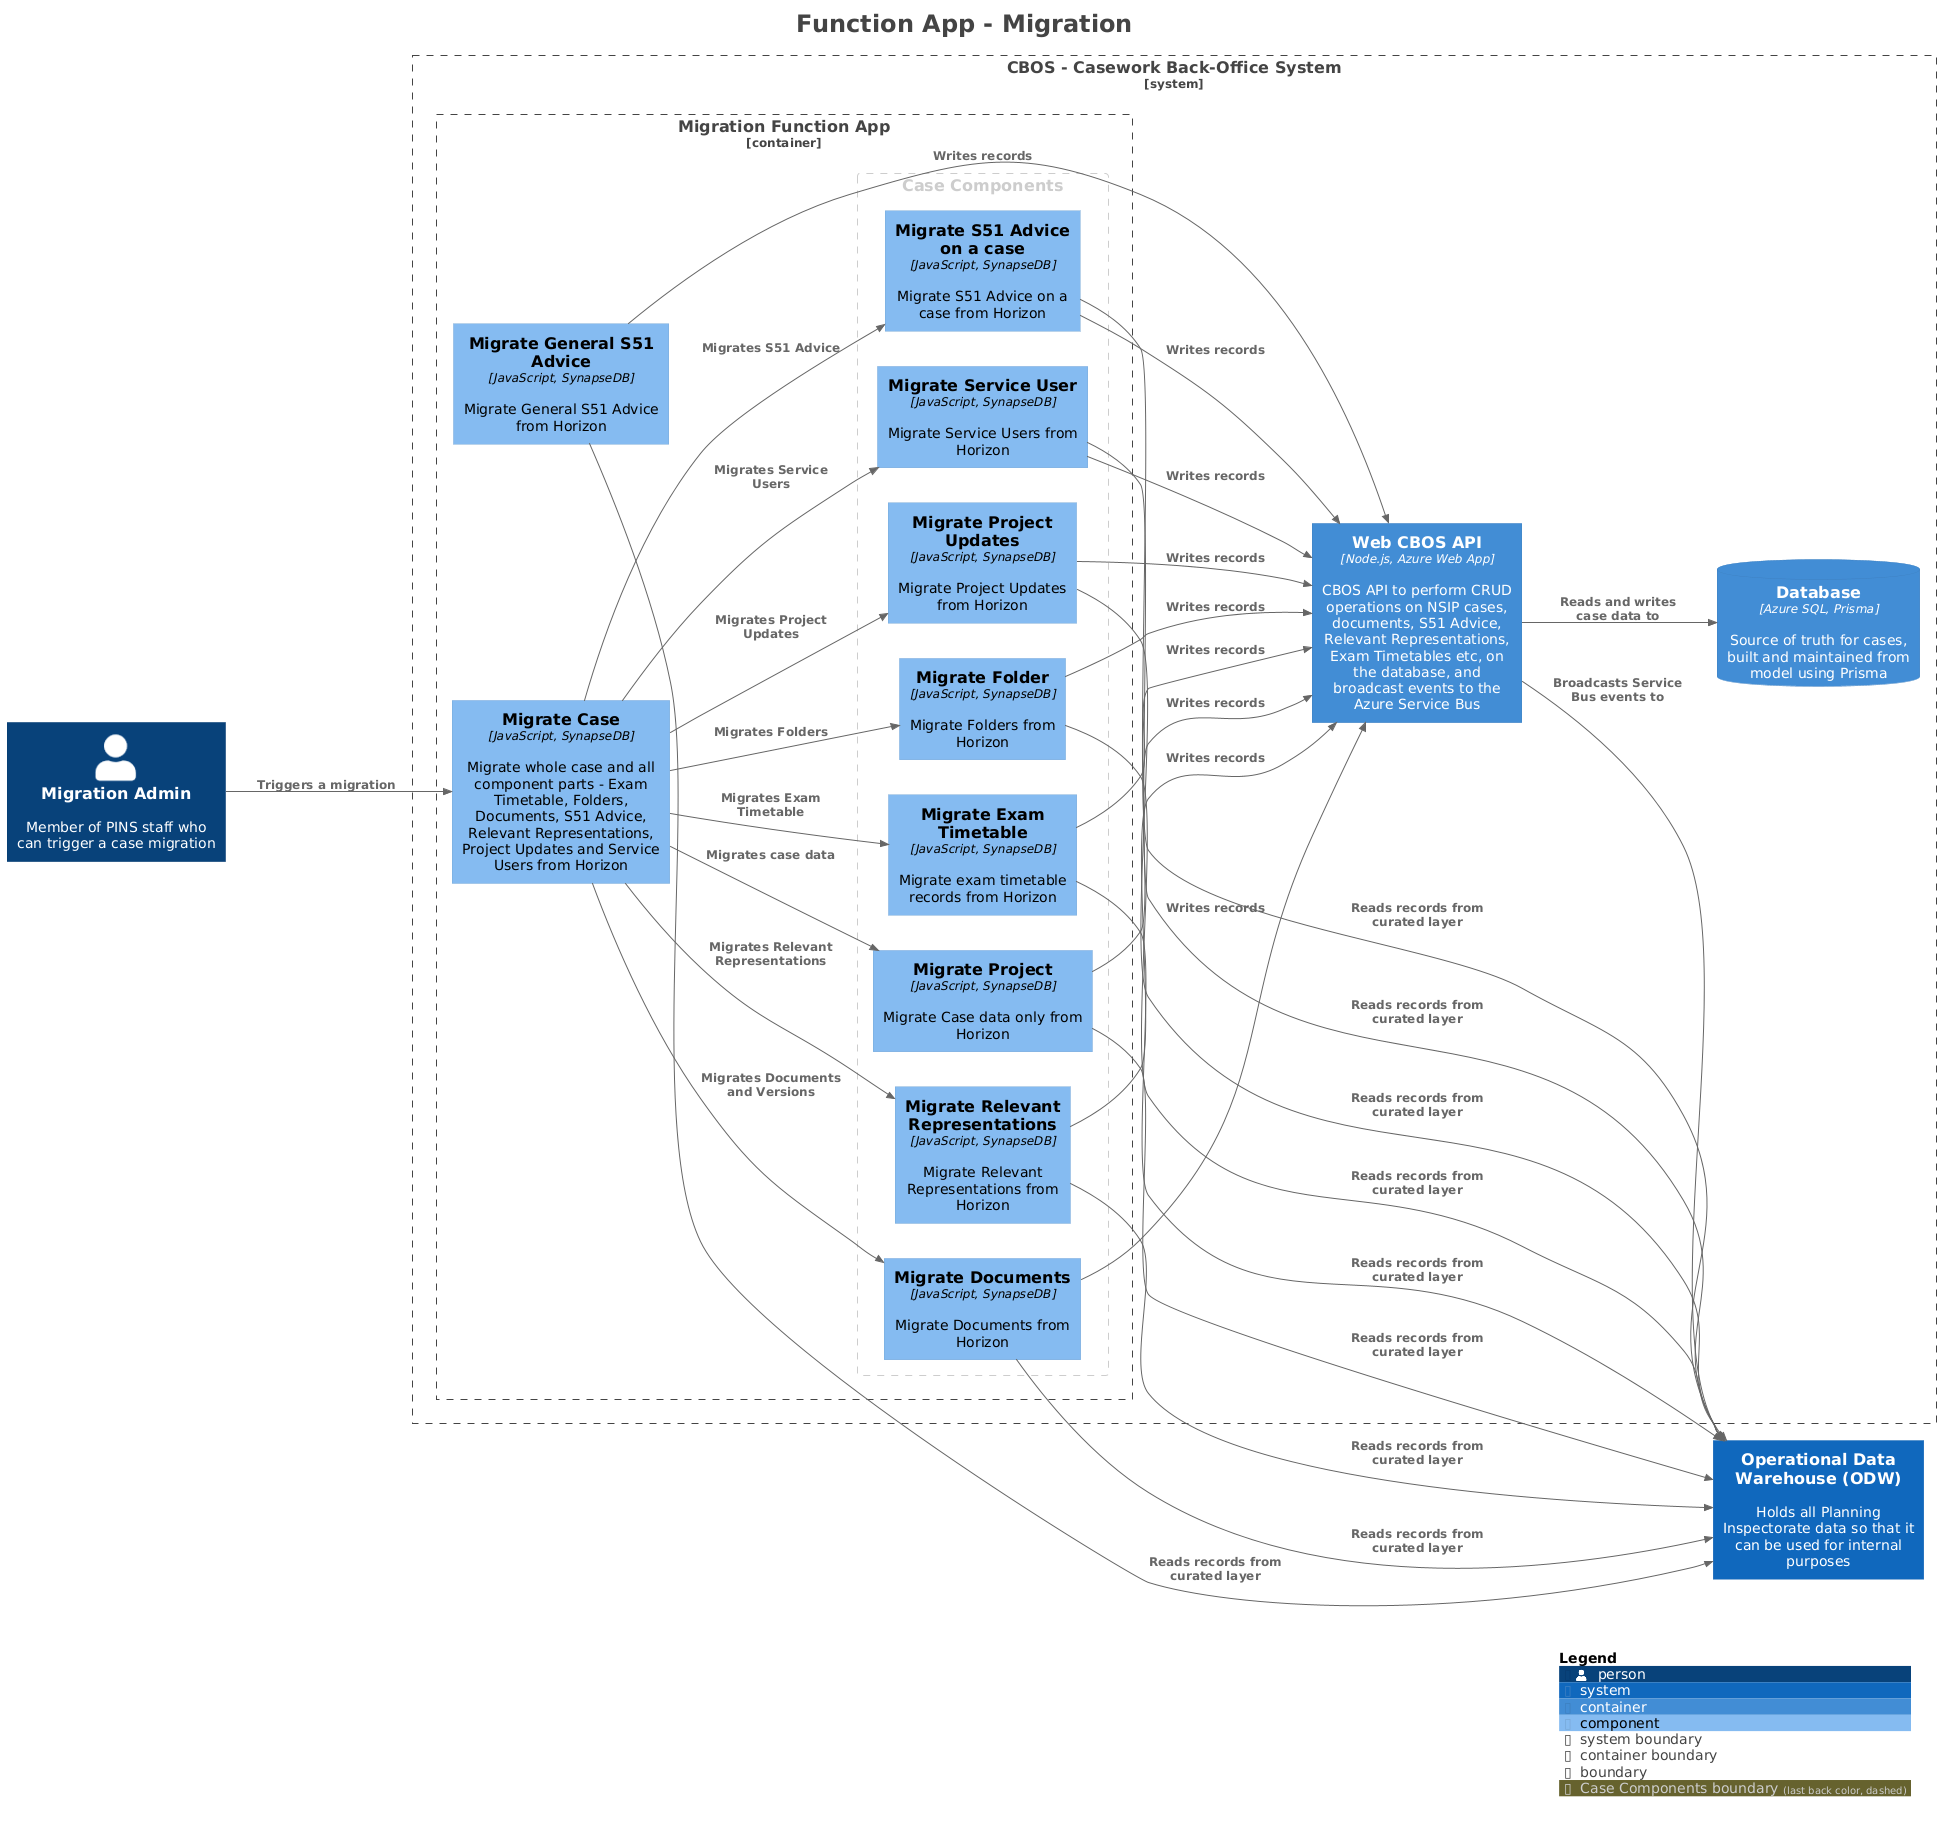 Function App - Migration
CBOS - Casework Back-Office System
[system]
Migration Function App
[container]
Case Components
Migration Admin
Member of PINS staff who
can trigger a case migration
Triggers a migration
Migrate General S51
Advice
[JavaScript, SynapseDB]
Migrate General S51 Advice
from Horizon
Migrate Case
[JavaScript, SynapseDB]
Migrate whole case and all
component parts - Exam
Timetable, Folders,
Documents, S51 Advice,
Relevant Representations,
Project Updates and Service
Users from Horizon
Writes records
Migrates S51 Advice
Migrates Service
Users
Migrates Project
Updates
Migrates Folders
Migrates Exam
Timetable
Migrates case data
Migrates Relevant
Representations
Migrates Documents
and Versions
Migrate S51 Advice
on a case
[JavaScript, SynapseDB]
Migrate S51 Advice on a
case from Horizon
Migrate Service User
[JavaScript, SynapseDB]
Migrate Service Users from
Horizon
Migrate Project
Updates
[JavaScript, SynapseDB]
Migrate Project Updates
from Horizon
Migrate Folder
[JavaScript, SynapseDB]
Migrate Folders from
Horizon
Migrate Exam
Timetable
[JavaScript, SynapseDB]
Migrate exam timetable
records from Horizon
Migrate Project
[JavaScript, SynapseDB]
Migrate Case data only from
Horizon
Migrate Relevant
Representations
[JavaScript, SynapseDB]
Migrate Relevant
Representations from
Horizon
Migrate Documents
[JavaScript, SynapseDB]
Migrate Documents from
Horizon
Writes records
Writes records
Writes records
Writes records
Writes records
Writes records
Writes records
Writes records
Web CBOS API
[Node.js, Azure Web App]
CBOS API to perform CRUD
operations on NSIP cases,
documents, S51 Advice,
Relevant Representations,
Exam Timetables etc, on
the database, and
broadcast events to the
Azure Service Bus
Reads and writes
case data to
Broadcasts Service
Bus events to
Database
[Azure SQL, Prisma]
Source of truth for cases,
built and maintained from
model using Prisma
Reads records from
curated layer
Reads records from
curated layer
Reads records from
curated layer
Reads records from
curated layer
Reads records from
curated layer
Reads records from
curated layer
Reads records from
curated layer
Reads records from
curated layer
Reads records from
curated layer
Operational Data
Warehouse (ODW)
Holds all Planning
Inspectorate data so that it
can be used for internal
purposes
Legend
person
system
container
component
system boundary
container boundary
boundary
Case Components boundary (last back color, dashed)